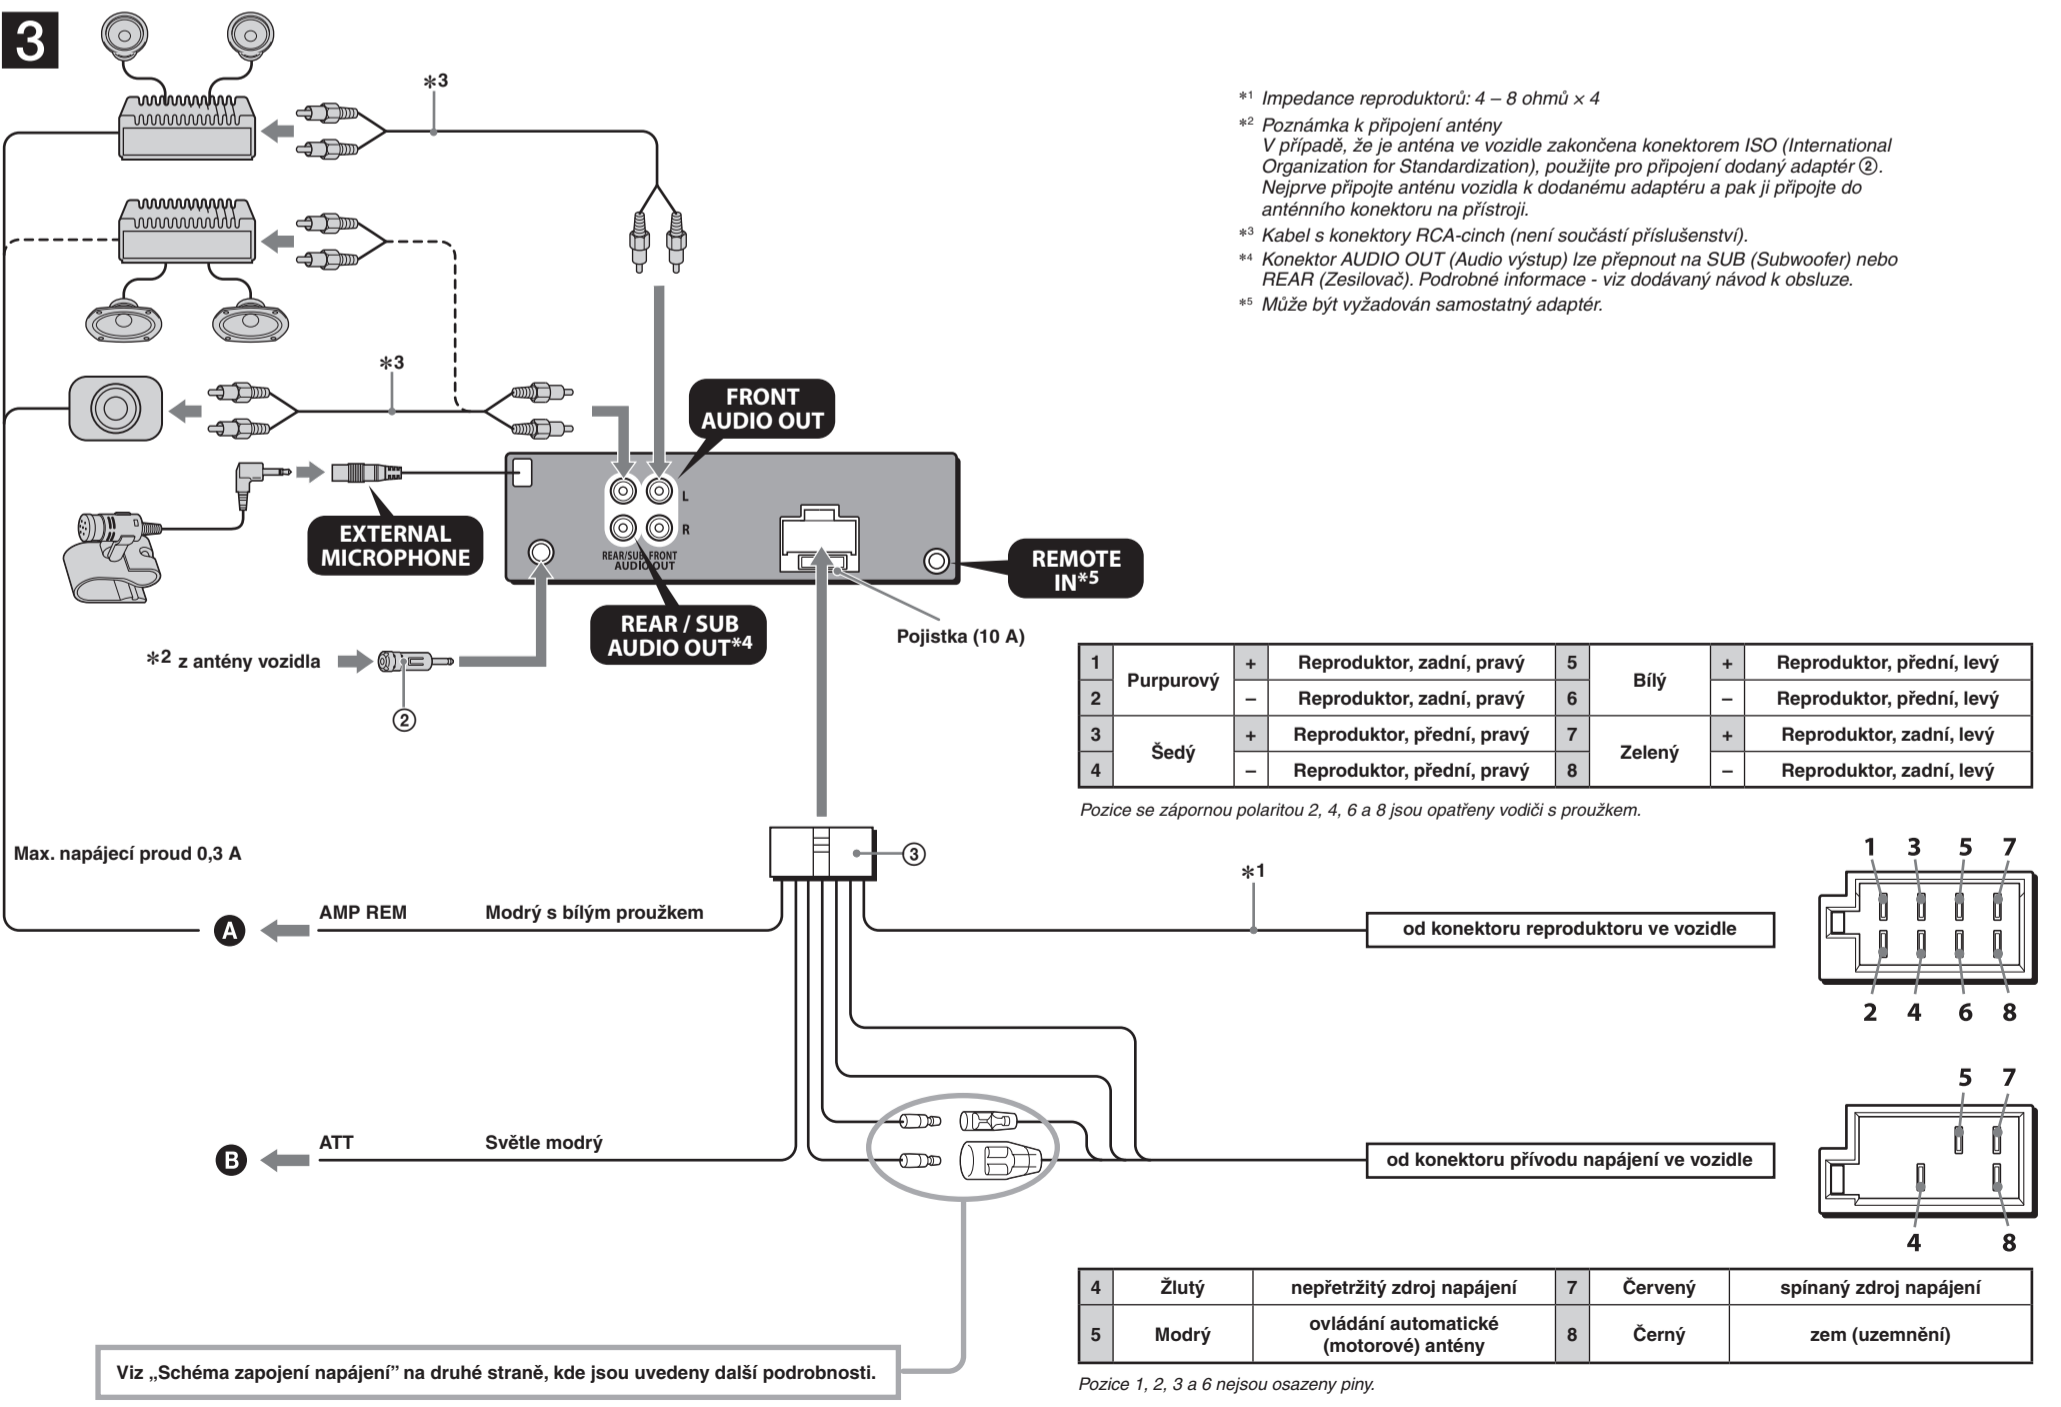 3
*3
*1 Impedance reproduktorů: 4 – 8 ohmů × 4
*2 Poznámka k připojení antény
V případě, že je anténa ve vozidle zakončena konektorem ISO (International
Organization for Standardization), použijte pro připojení dodaný adaptér ②.
Nejprve připojte anténu vozidla k dodanému adaptéru a pak ji připojte do
anténního konektoru na přístroji.
*3 Kabel s konektory RCA-cinch (není součástí příslušenství).
*4 Konektor AUDIO OUT (Audio výstup) lze přepnout na SUB (Subwoofer) nebo
REAR (Zesilovač). Podrobné informace - viz dodávaný návod k obsluze.
*5 Může být vyžadován samostatný adaptér.
*3
FRONT
AUDIO OUT
L
R
REAR/SUB FRONT
AUDIO OUT
EXTERNAL
MICROPHONE
REMOTE
IN*5
REAR / SUB
AUDIO OUT*4
Pojistka (10 A)
*2 z antény vozidla
②
1 Purpurový + Reproduktor, zadní, pravý 5 Bílý + Reproduktor, přední, levý
2 – Reproduktor, zadní, pravý 6 – Reproduktor, přední, levý
3 Šedý + Reproduktor, přední, pravý 7 Zelený + Reproduktor, zadní, levý
4 – Reproduktor, přední, pravý 8 – Reproduktor, zadní, levý
Pozice se zápornou polaritou 2, 4, 6 a 8 jsou opatřeny vodiči s proužkem.
Max. napájecí proud 0,3 A
③
*1
1 3 5 7
A AMP REM Modrý s bílým proužkem
od konektoru reproduktoru ve vozidle
2 4 6 8
5 7
B ATT Světle modrý
od konektoru přívodu napájení ve vozidle
4 8
4 Žlutý nepřetržitý zdroj napájení 7 Červený spínaný zdroj napájení
5 Modrý ovládání automatické
(motorové) antény 8 Černý zem (uzemnění)
Viz „Schéma zapojení napájení” na druhé straně, kde jsou uvedeny další podrobnosti.
Pozice 1, 2, 3 a 6 nejsou osazeny piny.